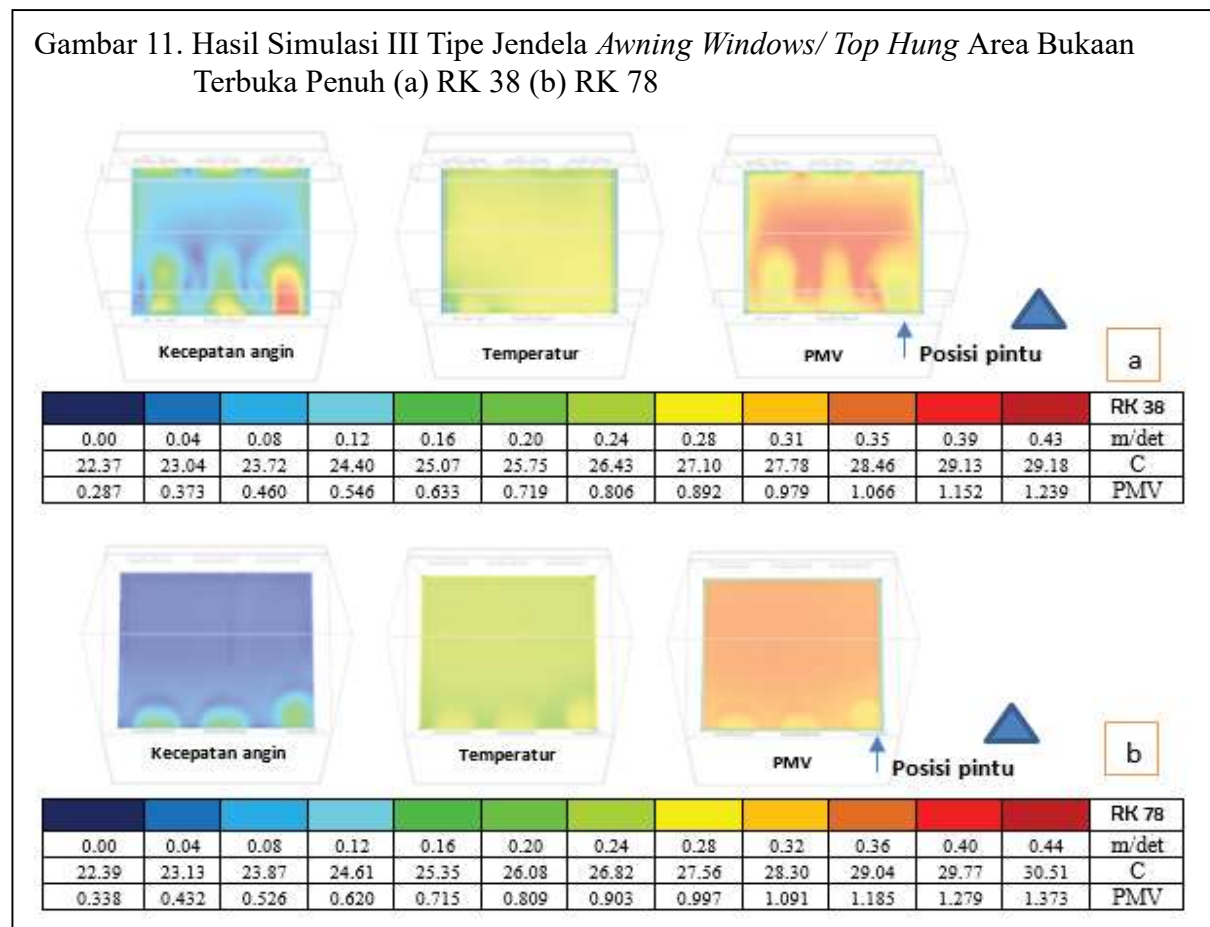 Gambar 11. Hasil Simulasi III Tipe Jendela Awning Windows/ Top Hung Area Bukaan
Terbuka Penuh (a) RK 38 (b) RK 78
Kecepatan angin
Temperatur
PMV
Posisi pintu
a
RK 38
0.00 0.04 0.08 0.12 0.16 0.20 0.24 0.28 0.31 0.35 0.39 0.43 m/det
22.37 23.04 23.72 24.40 25.07 25.75 26.43 27.10 27.78 28.46 29.13 29.18 C
0.287 0.373 0.460 0.546 0.633 0.719 0.806 0.892 0.979 1.066 1.152 1.239 PMV
Kecepatan angin
Temperatur
PMV
Posisi pintu
b
RK 78
0.00 0.04 0.08 0.12 0.16 0.20 0.24 0.28 0.32 0.36 0.40 0.44 m/det
22.39 23.13 23.87 24.61 25.35 26.08 26.82 27.56 28.30 29.04 29.77 30.51 C
0.338 0.432 0.526 0.620 0.715 0.809 0.903 0.997 1.091 1.185 1.279 1.373 PMV